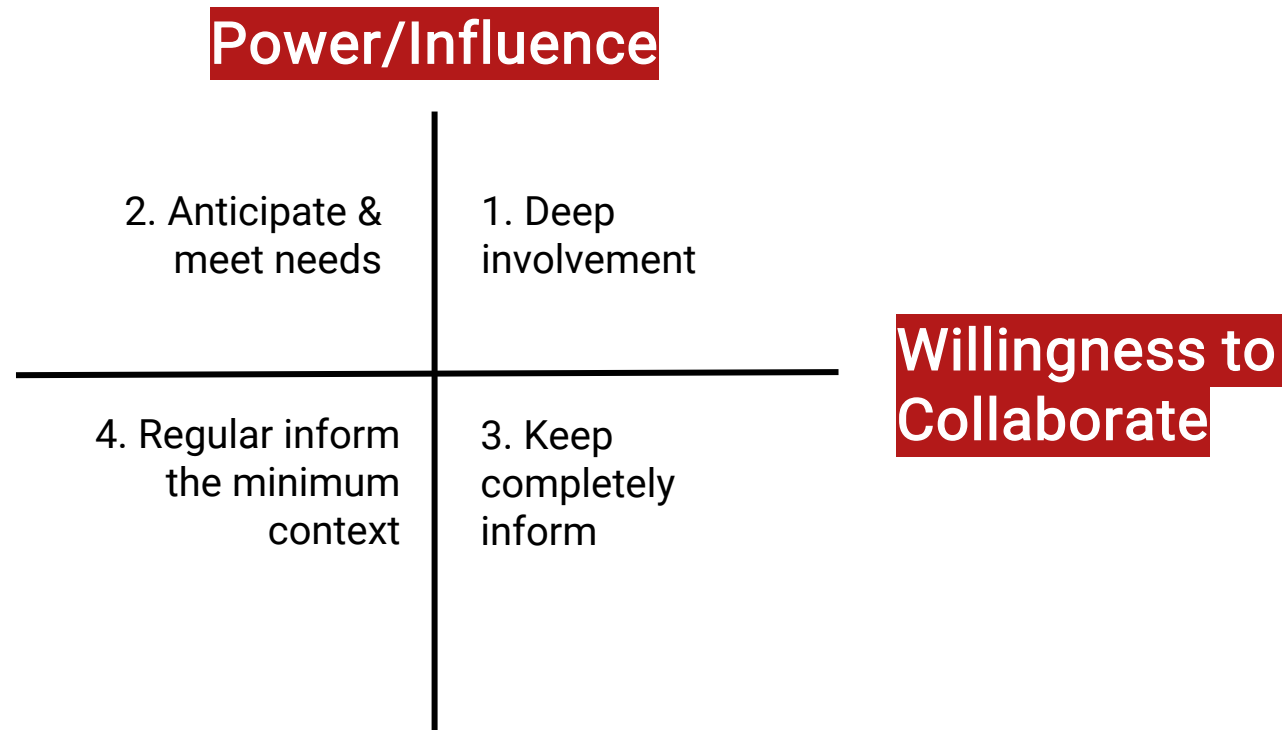 Power/Influence
2. Anticipate &
meet needs
1. Deep
involvement
Willingness to
Collaborate
4. Regular inform
the minimum
context
3. Keep
completely
inform